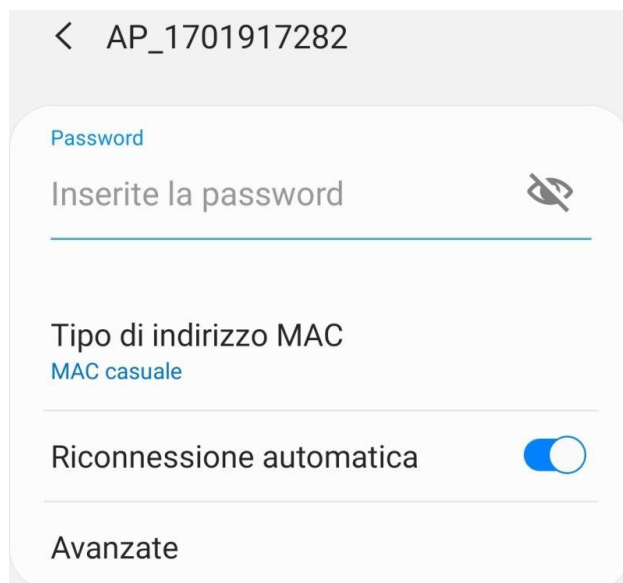 AP_1701917282
Password
Inserite la password
Tipo di indirizzo MAC
MAC casuale
Riconnessione automatica
Avanzate